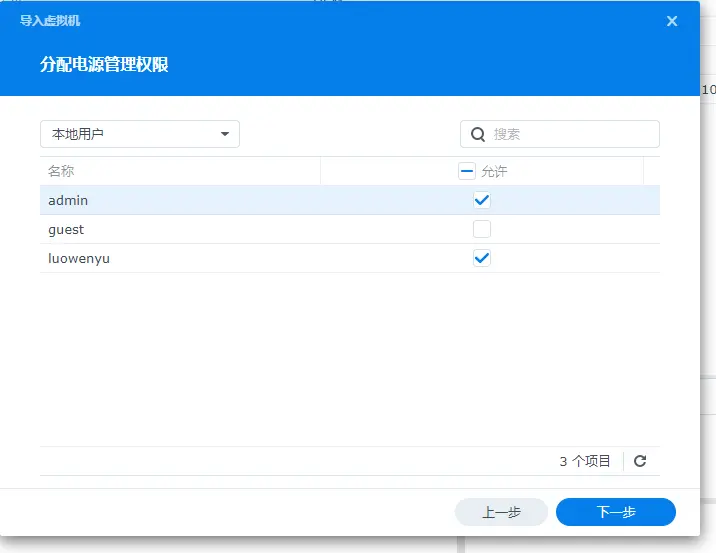 导入虚拟机
分配电源管理权限
本地用户
搜索
名称 允许
admin
guest
luowenyu
3 个项目
上一步 下一步
10